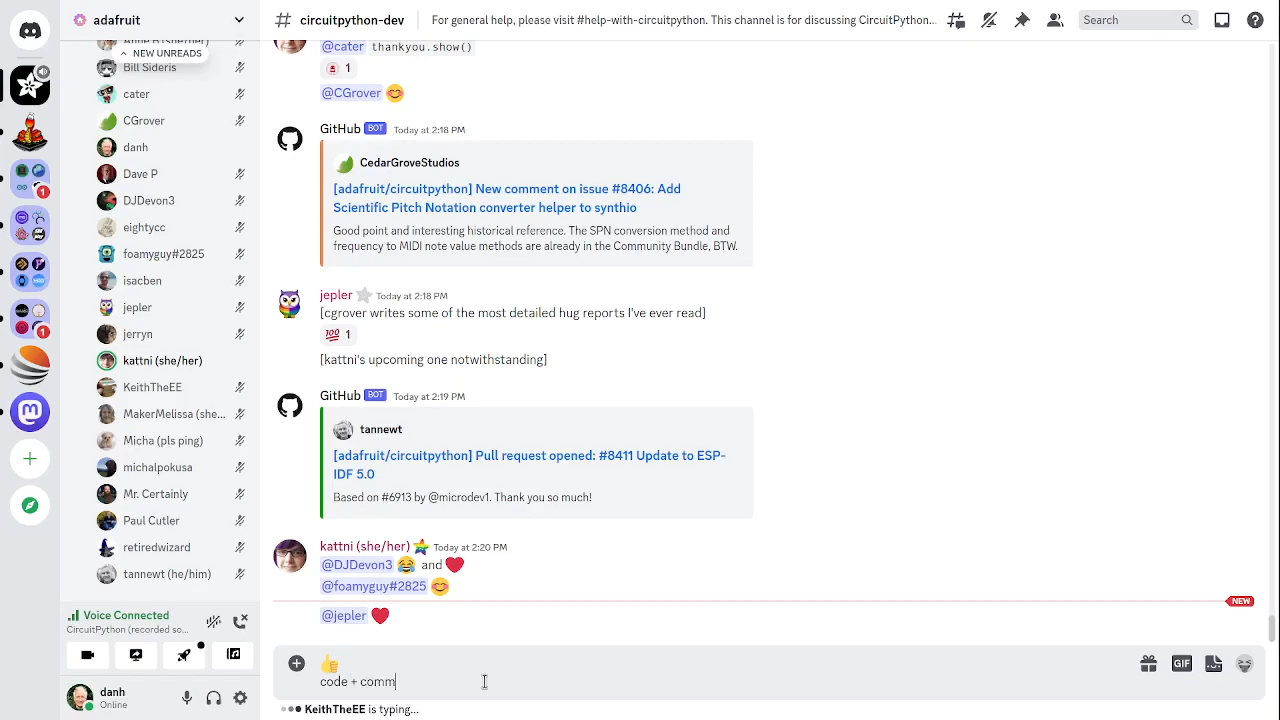 adafruit
# circuitpython-dev
For general help, please visit #help-with-circuitpython. This channel is for discussing CircuitPython...
Search
NEW UNREADS
Bill Sideris
cater
CGrover
danh
Dave P
DJDevon3
eightycc
foamyguy#2825
isacben
jepler
jerryn
kattni (she/her)
KeithTheEE
MakerMelissa (she...
Micha (pls ping)
michalpokusa
Mr. Certainly
Paul Cutler
retiredwizard
tannewt (he/him)
Voice Connected
CircuitPython (recorded so...
danh
Online
@cater thankyou.show()
1
@CGrover
GitHub BOT Today at 2:18 PM
CedarGroveStudios
[adafruit/circuitpython] New comment on issue #8406: Add
Scientific Pitch Notation converter helper to synthio
Good point and interesting historical reference. The SPN conversion method and
frequency to MIDI note value methods are already in the Community Bundle, BTW.
jepler Today at 2:18 PM
[cgrover writes some of the most detailed hug reports I've ever read]
100 1
[kattni's upcoming one notwithstanding]
GitHub BOT Today at 2:19 PM
tannewt
[adafruit/circuitpython] Pull request opened: #8411 Update to ESP-
IDF 5.0
Based on #6913 by @microdev1. Thank you so much!
kattni (she/her) Today at 2:20 PM
@DJDevon3 and
@foamyguy#2825
NEW
@jepler
code + comm
GIF
KeithTheEE is typing...